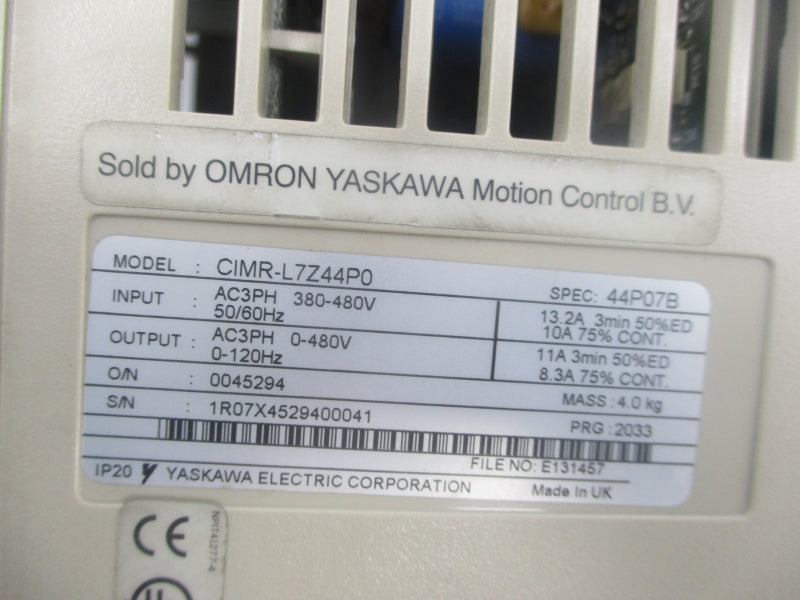 Sold by OMRON YASKAWA Motion Control B.V.
MODEL : CIMR-L7Z44P0 SPEC: 44P07B
INPUT : AC3PH 380-480V 13.2A 3min 50%ED
50/60Hz 10A 75% CONT.
OUTPUT : AC3PH 0-480V 11A 3min 50%ED
0-120Hz 8.3A 75% CONT.
O/N : 0045294 MASS : 4.0 kg
S/N : 1R07X4529400041 PRG : 2033
FILE NO: E131457
IP20 YASKAWA ELECTRIC CORPORATION Made In UK
CE
NPIT41277-4